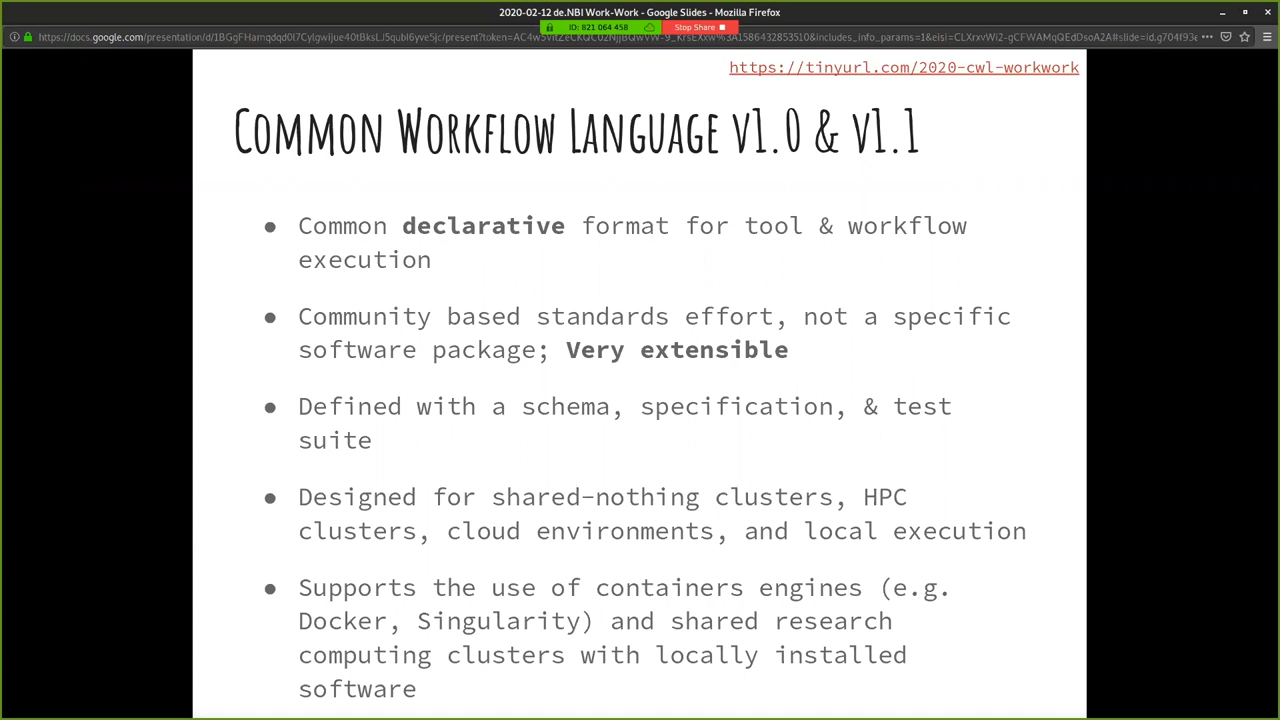 2020-02-12 de.NBI Work-Work - Google Slides - Mozilla Firefox
ID: 821 064 458
Stop Share
https://tinyurl.com/2020-cwl-workwork
Common Workflow Language v1.0 & v1.1
● Common declarative format for tool & workflow
execution
● Community based standards effort, not a specific
software package; Very extensible
● Defined with a schema, specification, & test
suite
● Designed for shared-nothing clusters, HPC
clusters, cloud environments, and local execution
● Supports the use of containers engines (e.g.
Docker, Singularity) and shared research
computing clusters with locally installed
software